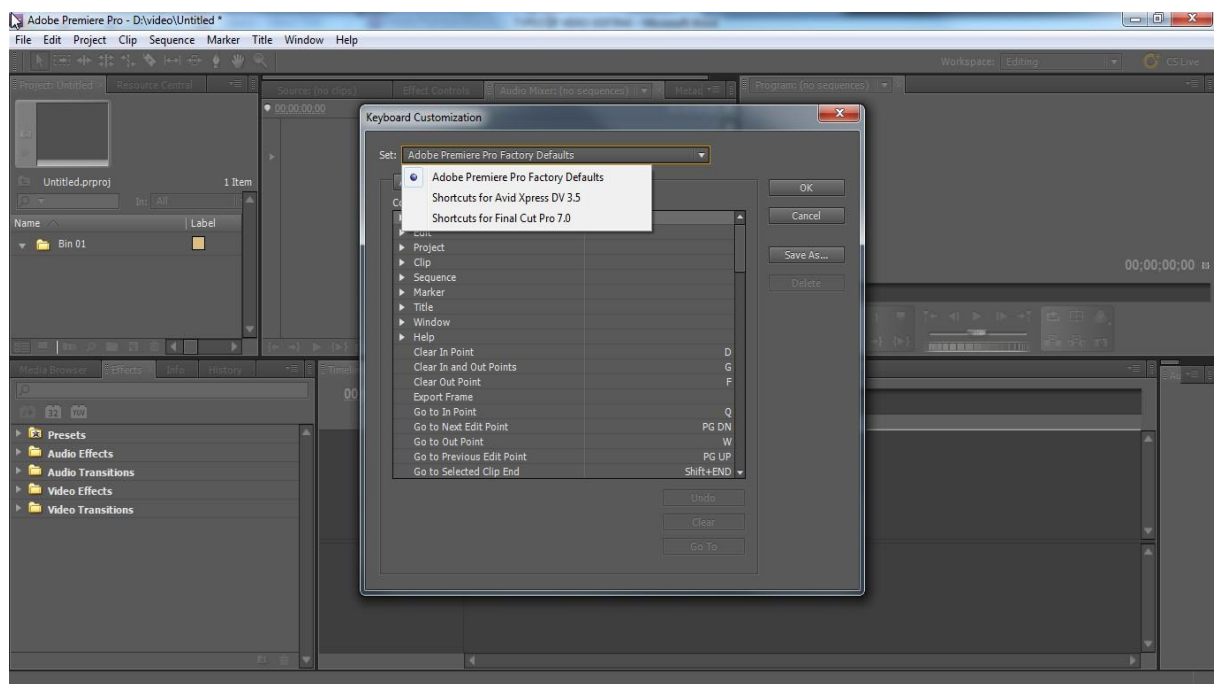 Adobe Premiere Pro - D:\video\Untitled *
File Edit Project Clip Sequence Marker Title Window Help
Workspace: Editing CS Live
Project: Untitled Resource Central
Source: (no clips) Effect Controls Audio Mixer: (no sequences) Metad
Program: (no sequences)
00;00;00;00
Untitled.prproj 1 Item
In: All
Name Label
Bin 01
Keyboard Customization
Set: Adobe Premiere Pro Factory Defaults
Adobe Premiere Pro Factory Defaults
Shortcuts for Avid Xpress DV 3.5
Shortcuts for Final Cut Pro 7.0
Edit
Project
Clip
Sequence
Marker
Title
Window
Help
Clear In Point D
Clear In and Out Points G
Clear Out Point F
Export Frame
Go to In Point Q
Go to Next Edit Point PG DN
Go to Out Point W
Go to Previous Edit Point PG UP
Go to Selected Clip End Shift+END
OK
Cancel
Save As...
Delete
Undo
Clear
Go To
00;00;00;00
Media Browser Effects Info History
Timelin
00
32 YUV
Presets
Audio Effects
Audio Transitions
Video Effects
Video Transitions